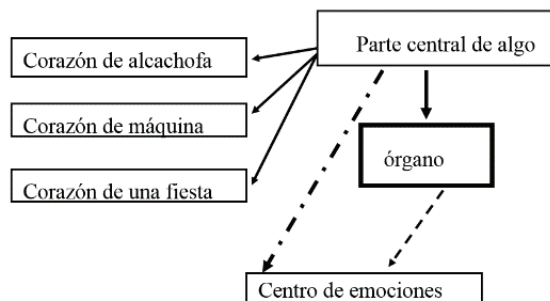 Parte central de algo
Corazón de alcachofa
Corazón de máquina
órgano
Corazón de una fiesta
Centro de emociones